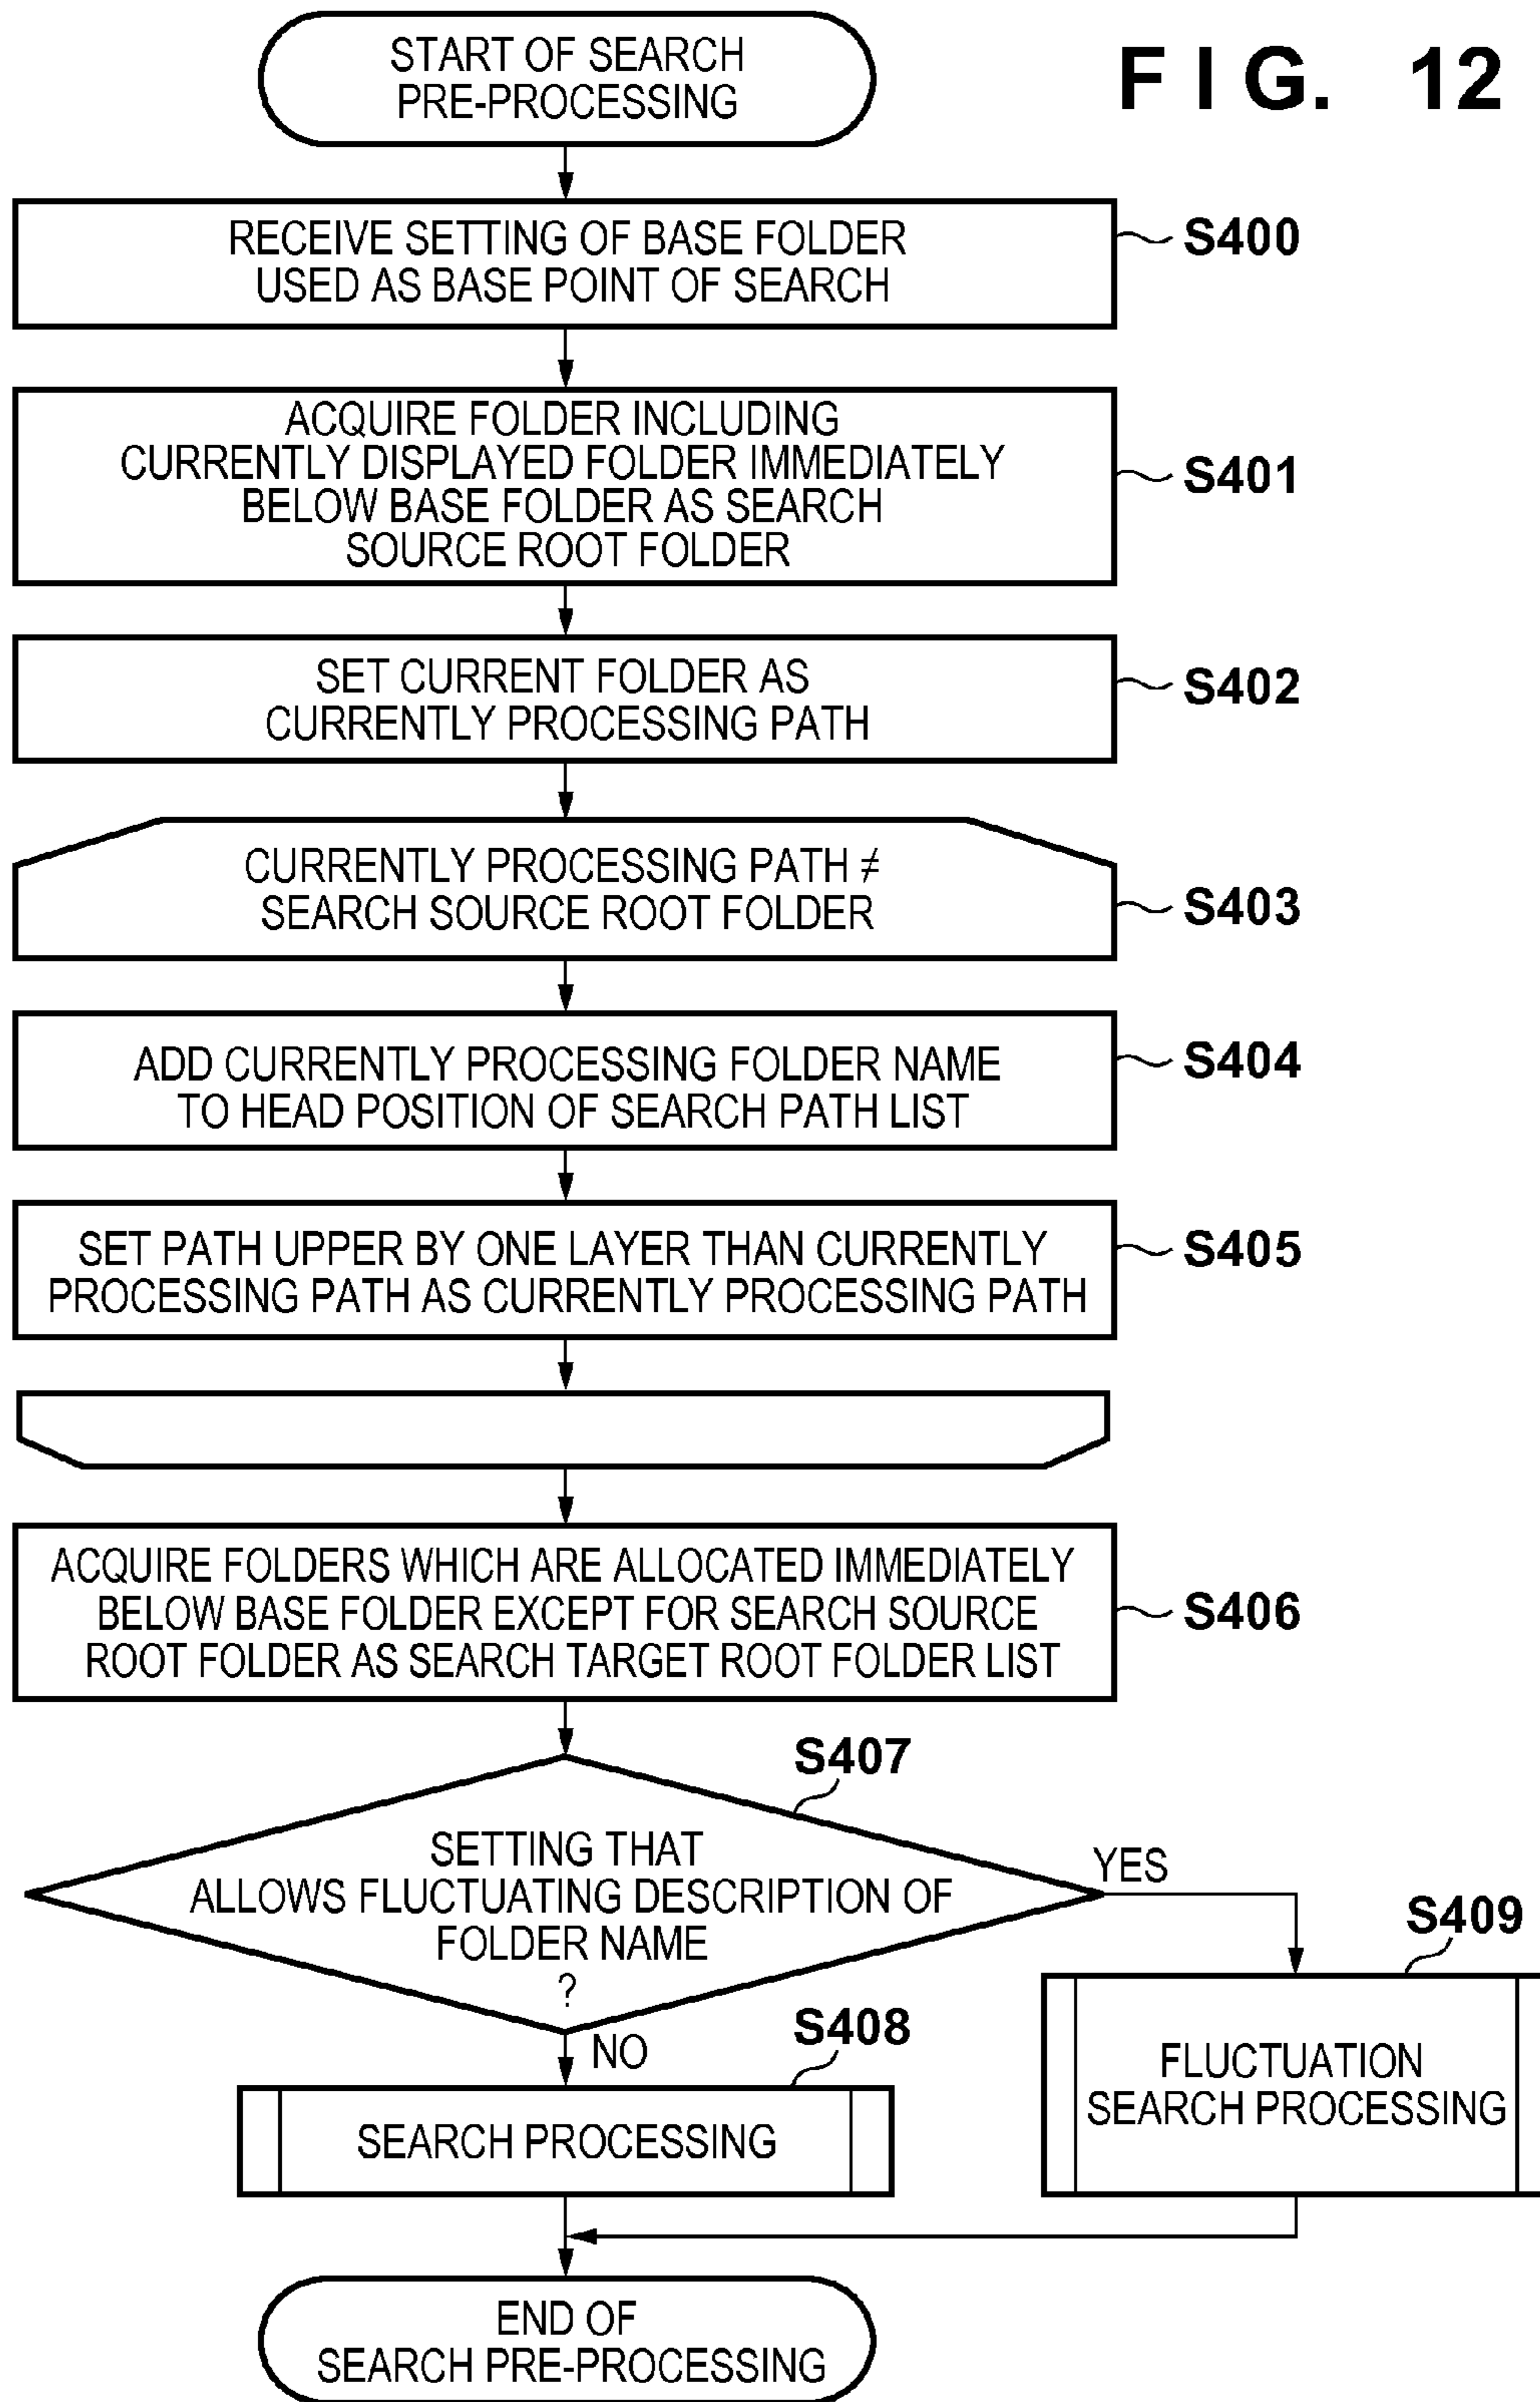 START OF SEARCH
PRE-PROCESSING
F I G. 12
RECEIVE SETTING OF BASE FOLDER
USED AS BASE POINT OF SEARCH
S400
ACQUIRE FOLDER INCLUDING
CURRENTLY DISPLAYED FOLDER IMMEDIATELY
BELOW BASE FOLDER AS SEARCH
SOURCE ROOT FOLDER
S401
SET CURRENT FOLDER AS
CURRENTLY PROCESSING PATH
S402
CURRENTLY PROCESSING PATH ≠
SEARCH SOURCE ROOT FOLDER
S403
ADD CURRENTLY PROCESSING FOLDER NAME
TO HEAD POSITION OF SEARCH PATH LIST
S404
SET PATH UPPER BY ONE LAYER THAN CURRENTLY
PROCESSING PATH AS CURRENTLY PROCESSING PATH
S405
ACQUIRE FOLDERS WHICH ARE ALLOCATED IMMEDIATELY
BELOW BASE FOLDER EXCEPT FOR SEARCH SOURCE
ROOT FOLDER AS SEARCH TARGET ROOT FOLDER LIST
S406
S407
SETTING THAT
ALLOWS FLUCTUATING DESCRIPTION OF
FOLDER NAME
?
YES
S409
NO
S408
FLUCTUATION
SEARCH PROCESSING
SEARCH PROCESSING
END OF
SEARCH PRE-PROCESSING